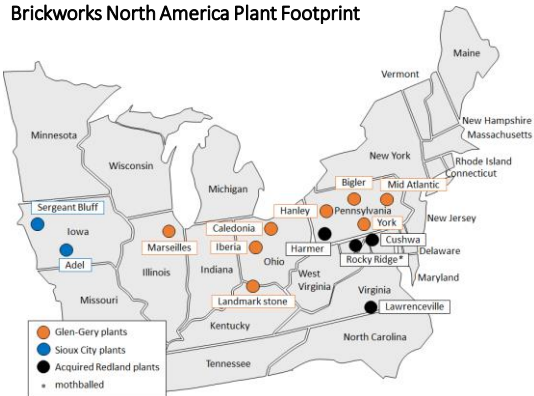 Brickworks North America Plant Footprint
Maine
Vermont
Minnesota
New Hampshire
Massachusetts
Wisconsin
New York
Rhode Island
Connecticut
Michigan
Bigler
Mid Atlantic
Sergeant Bluff
Hanley
Pennsylvania
New Jersey
Iowa
Caledonia
York
Marseilles
Iberia
Cushwa
Harmer
Delaware
Adel
Ohio
Rocky Ridge*
Illinois
Indiana
West
Virginia
Maryland
Missouri
Landmark stone
Virginia
Lawrenceville
Kentucky
Glen-Gery plants
North Carolina
Sioux City plants
Tennessee
Acquired Redland plants
* mothballed